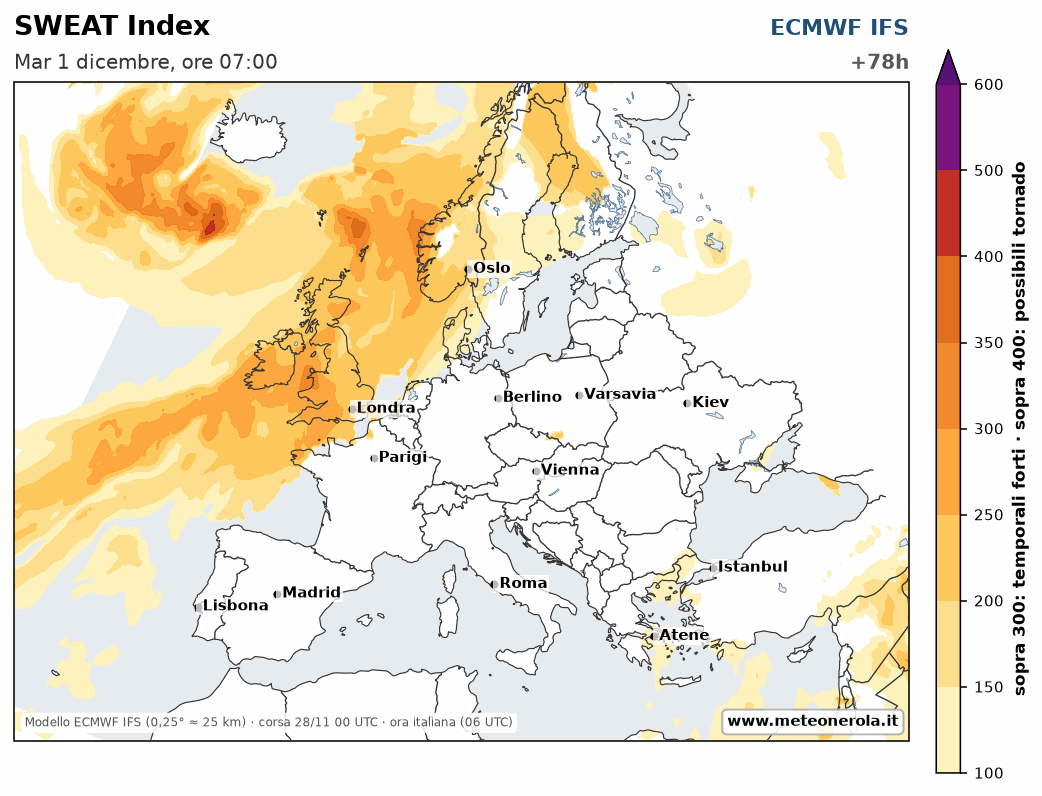 SWEAT Index
ECMWF IFS
Mar 1 dicembre, ore 07:00
+78h
600
500
400
350
300
250
200
150
100
sopra 300: temporali forti · sopra 400: possibili tornado
Oslo
Berlino
Varsavia
Kiev
Londra
Parigi
Vienna
Istanbul
Roma
Madrid
Lisbona
Atene
Modello ECMWF IFS (0,25° ≈ 25 km) · corsa 28/11 00 UTC · ora italiana (06 UTC)
www.meteonerola.it